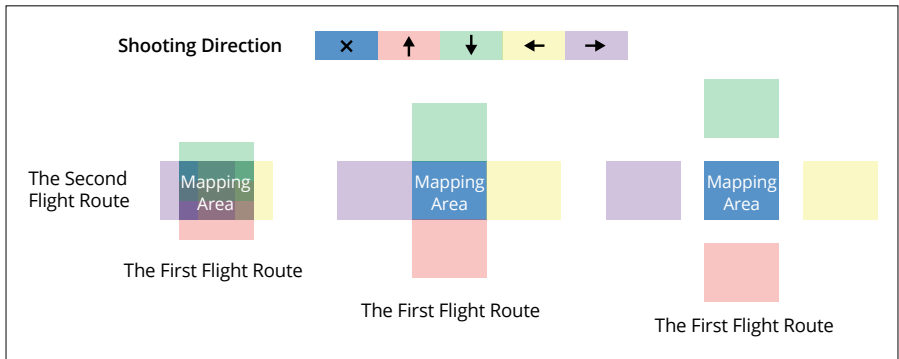 Shooting Direction
The Second
Flight Route
Mapping
Area
Mapping
Area
Mapping
Area
The First Flight Route
The First Flight Route
The First Flight Route